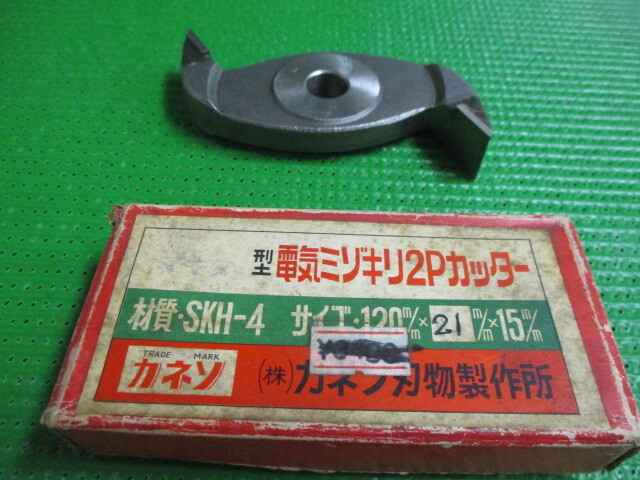 型 電気ミゾキリ2Pカッター
材質・SKH-4 サイズ・120m/m×21m/m×15m/m
TRADE MARK
カネソ
(株)カネソ刃物製作所